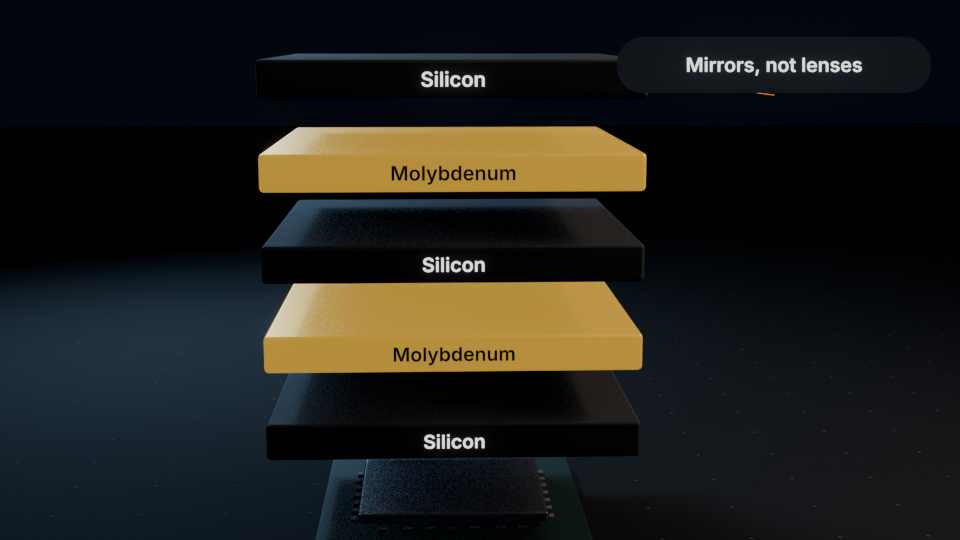 Mirrors, not lenses
Silicon
Molybdenum
Silicon
Molybdenum
Silicon